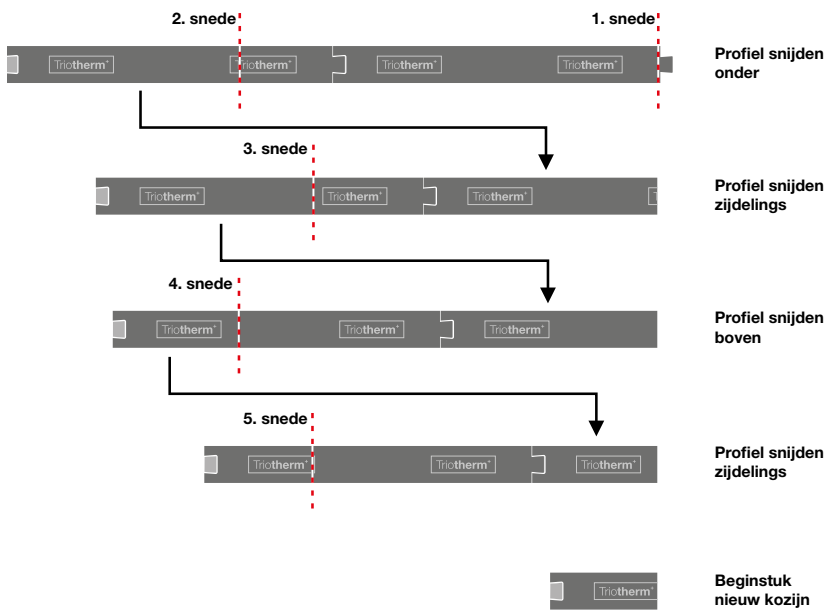 2. snede
1. snede
Triotherm+
Triotherm+
Triotherm+
Triotherm+
Profiel snijden
onder
3. snede
Triotherm+
Triotherm+
Triotherm+
T
Profiel snijden
zijdelings
4. snede
Triotherm+
Triotherm+
Triotherm+
Profiel snijden
boven
5. snede
Triotherm+
Triotherm+
Triotherm+
Profiel snijden
zijdelings
Triotherm+
Beginstuk
nieuw kozijn